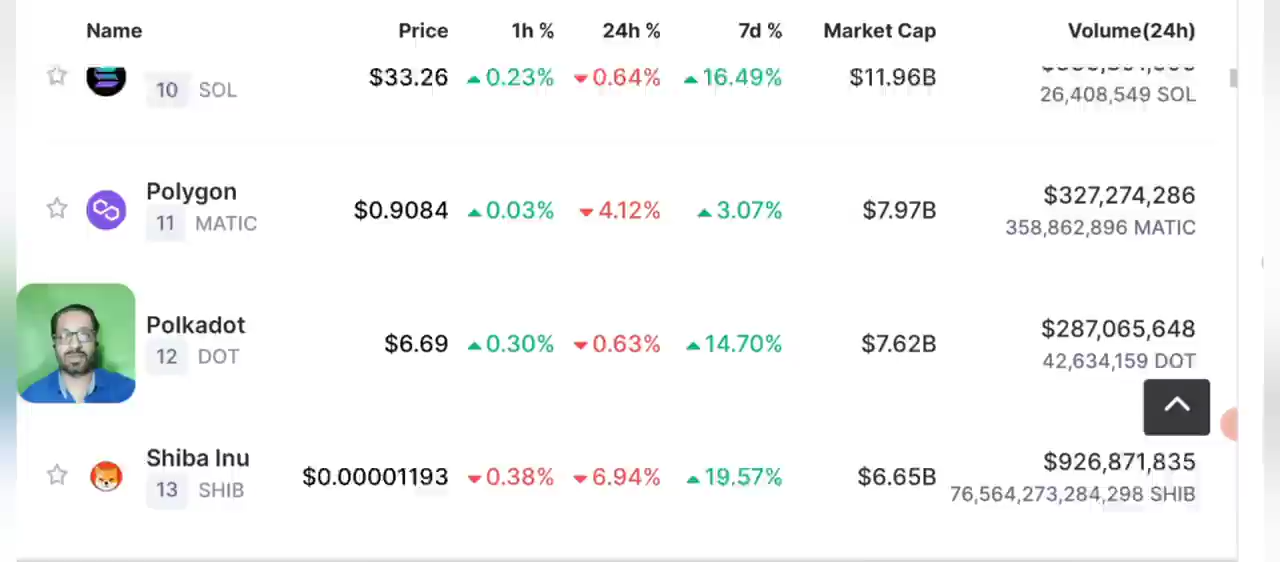 Name Price 1h % 24h % 7d % Market Cap Volume(24h)
10 SOL $33.26 0.23% 0.64% 16.49% $11.96B
26,408,549 SOL
Polygon
11 MATIC $0.9084 0.03% 4.12% 3.07% $7.97B $327,274,286
358,862,896 MATIC
Polkadot
12 DOT $6.69 0.30% 0.63% 14.70% $7.62B $287,065,648
42,634,159 DOT
Shiba Inu
13 SHIB $0.00001193 0.38% 6.94% 19.57% $6.65B $926,871,835
76,564,273,284,298 SHIB